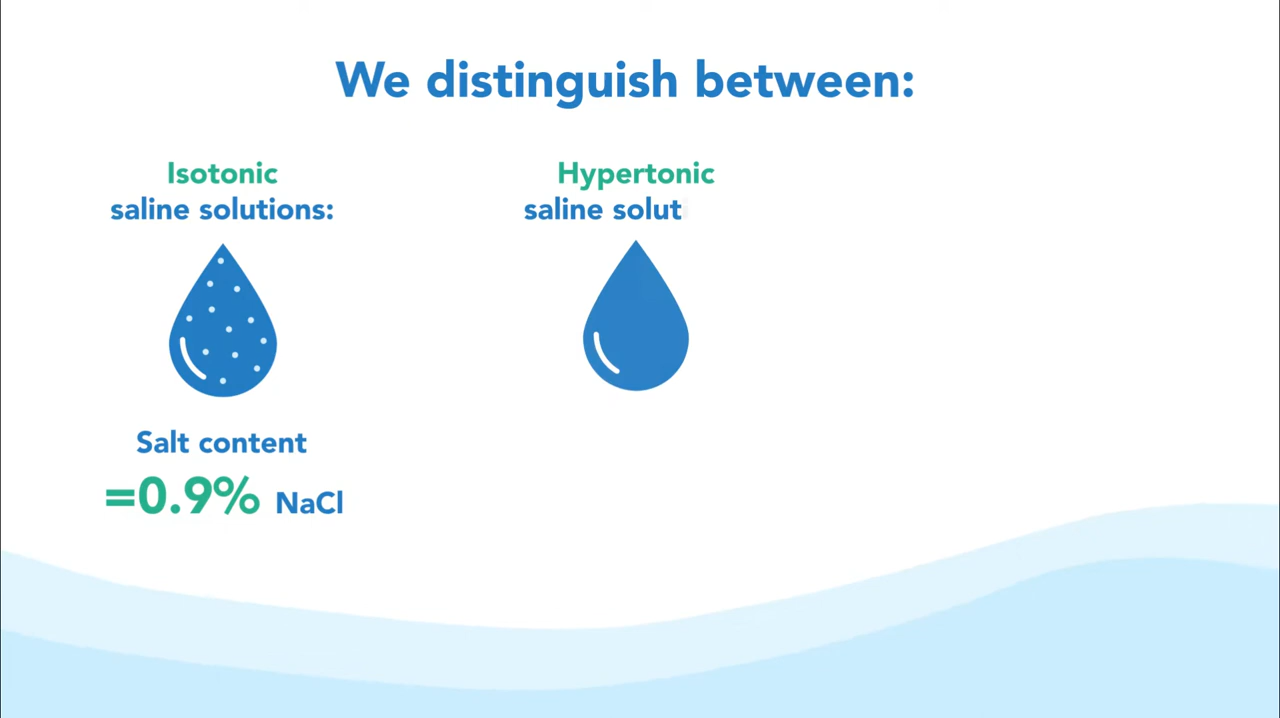 We distinguish between:
Isotonic
saline solutions:
Hypertonic
saline solut
Salt content
=0.9% NaCl